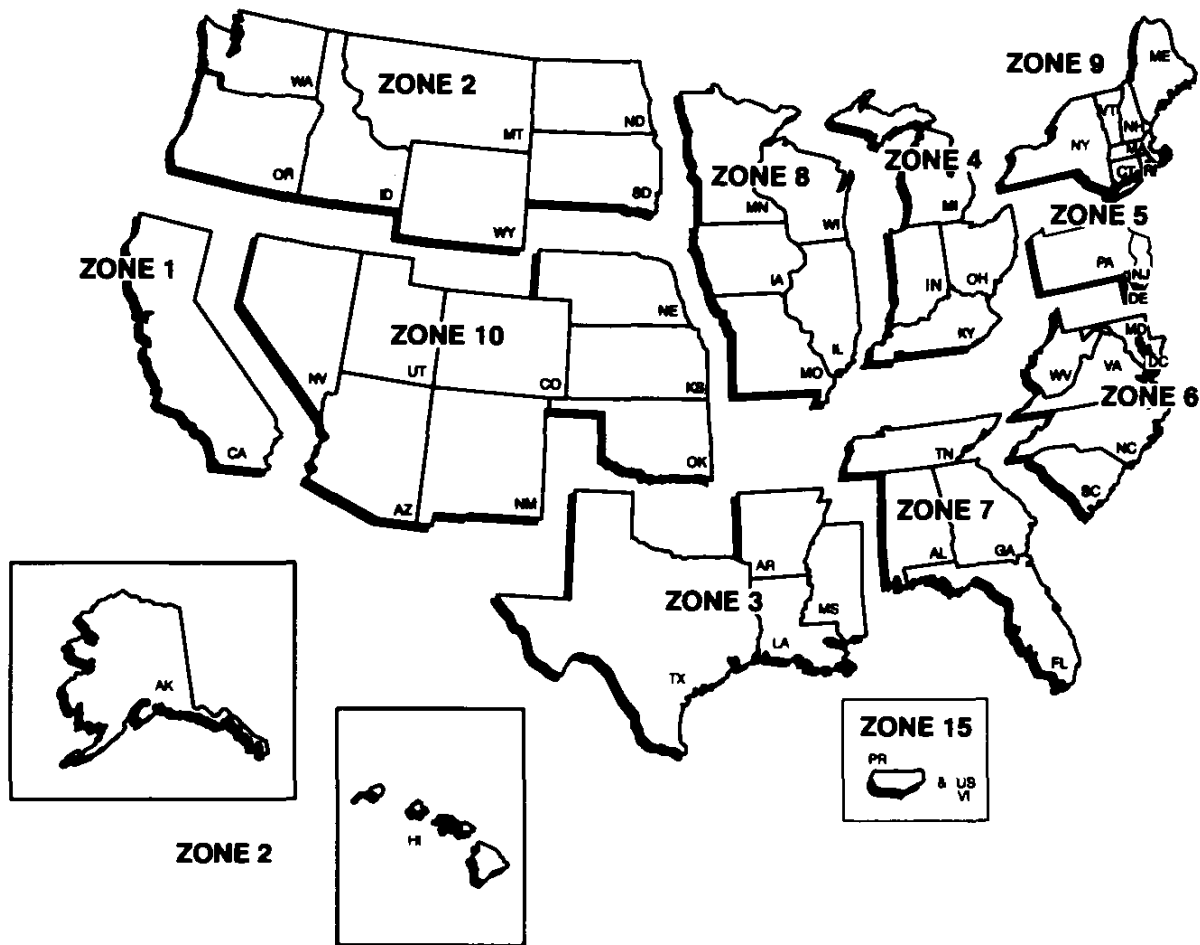 ZONE 9
ME
ZONE 2
WA
VT
NH
MT
ND
NY
MA
ZONE 4
ZONE 8
CT
RI
OR
ID
SD
MN
MI
WI
WY
ZONE 5
ZONE 1
PA
NJ
IA
IN
OH
DE
NE
ZONE 10
KY
MD
IL
DC
UT
CO
MO
WV
VA
NV
KS
ZONE 6
CA
OK
TN
NC
SC
AZ
NM
ZONE 7
AL
GA
AR
ZONE 3
MS
LA
TX
FL
AK
ZONE 15
PR
& US
VI
HI
ZONE 2